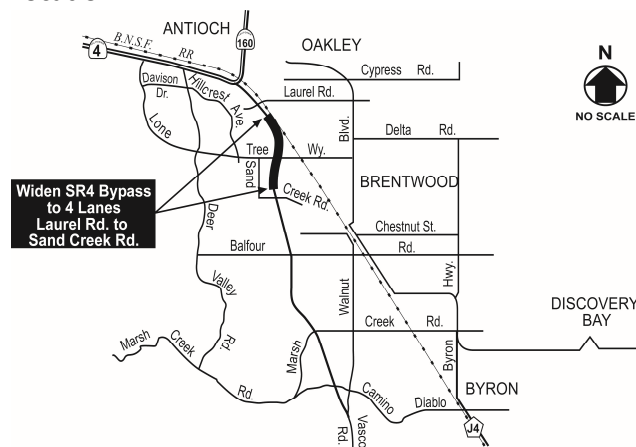 ANTIOCH
160
4
B.N.S.F. RR
OAKLEY
Cypress Rd.
N
NO SCALE
Davison
Dr.
Hillcrest
Ave.
Laurel Rd.
Blvd.
Delta Rd.
Lone
Tree Wy.
Widen SR4 Bypass
to 4 Lanes
Laurel Rd. to
Sand Creek Rd.
Sand
Creek Rd.
BRENTWOOD
Deer
Chestnut St.
Balfour Rd.
Valley
Rd.
Walnut
Hwy.
DISCOVERY
BAY
Marsh
Creek
Rd
Marsh
Creek Rd.
Byron
BYRON
Camino
Diablo
Vasco
Rd.
J4